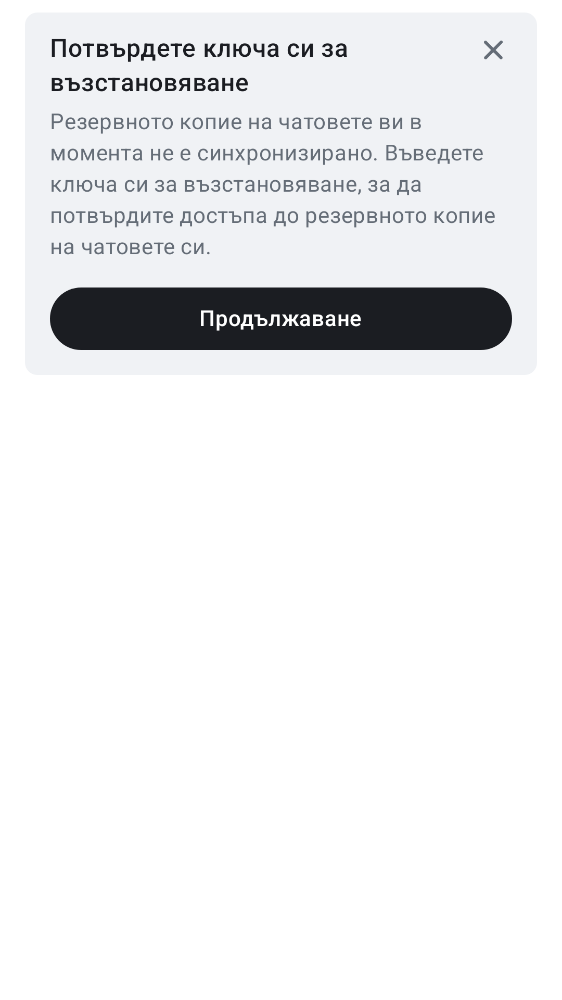 Потвърдете ключа си за
възстановяване
Резервното копие на чатовете ви в
момента не е синхронизирано. Въведете
ключа си за възстановяване, за да
потвърдите достъпа до резервното копие
на чатовете си.
Продължаване